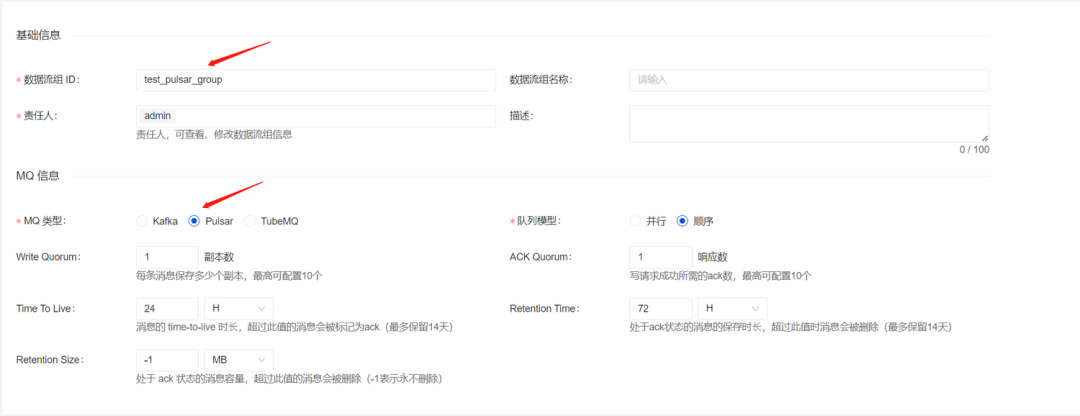 基础信息
* 数据流组 ID： test_pulsar_group 数据流组名称： 请输入
* 责任人： admin 描述：
责任人，可查看、修改数据流组信息
0 / 100
MQ 信息
* MQ 类型： Kafka Pulsar TubeMQ * 队列模型： 并行 顺序
Write Quorum： 1 副本数 ACK Quorum： 1 响应数
每条消息保存多少个副本，最高可配置10个 写请求成功所需的ack数，最高可配置10个
Time To Live： 24 H Retention Time： 72 H
消息的 time-to-live 时长，超过此值的消息会被标记为ack（最多保留14天） 处于ack状态的消息的保存时长，超过此值时消息会被删除（最多保留14天）
Retention Size： -1 MB
处于 ack 状态的消息容量，超过此值的消息会被删除（-1表示永不删除）